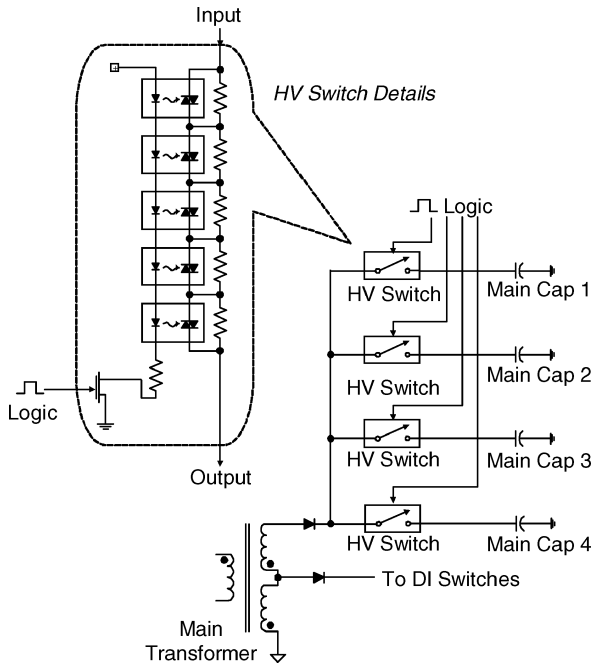 Input
HV Switch Details
Logic
HV Switch
Main Cap 1
HV Switch
Main Cap 2
Logic
HV Switch
Main Cap 3
Output
HV Switch
Main Cap 4
To DI Switches
Main
Transformer